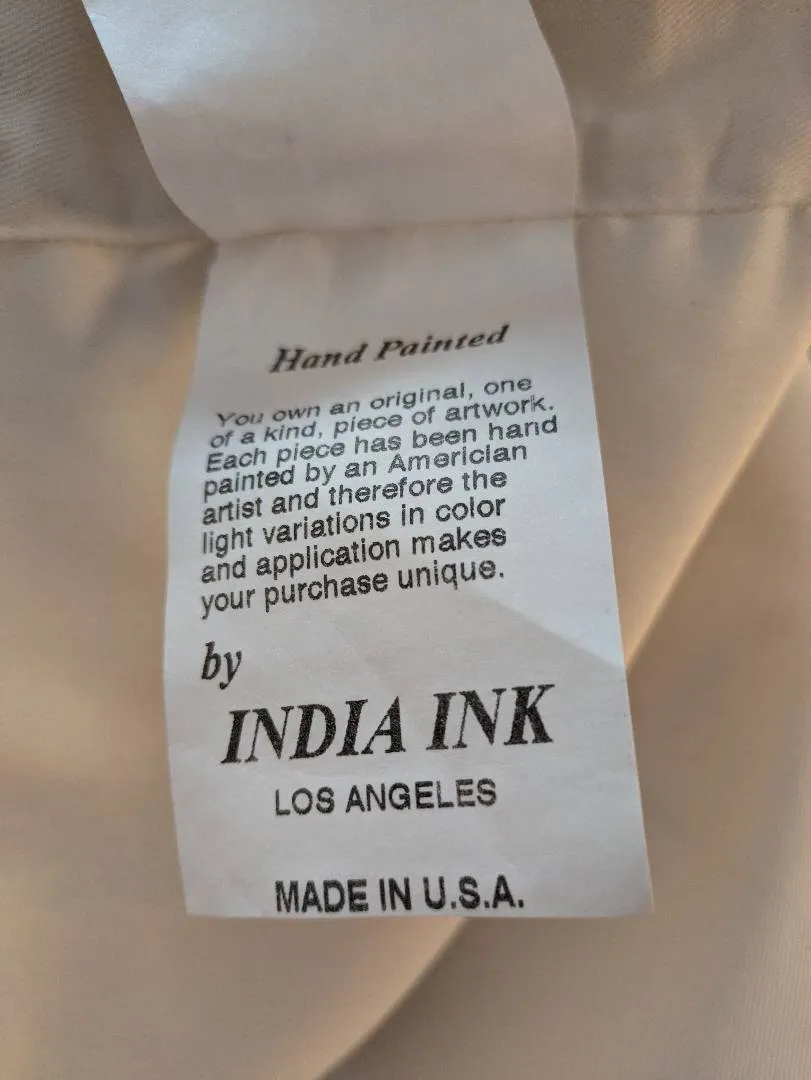 Hand Painted
You own an original, one
of a kind, piece of artwork.
Each piece has been hand
painted by an Americian
artist and therefore the
light variations in color
and application makes
your purchase unique.
by
INDIA INK
LOS ANGELES
MADE IN U.S.A.